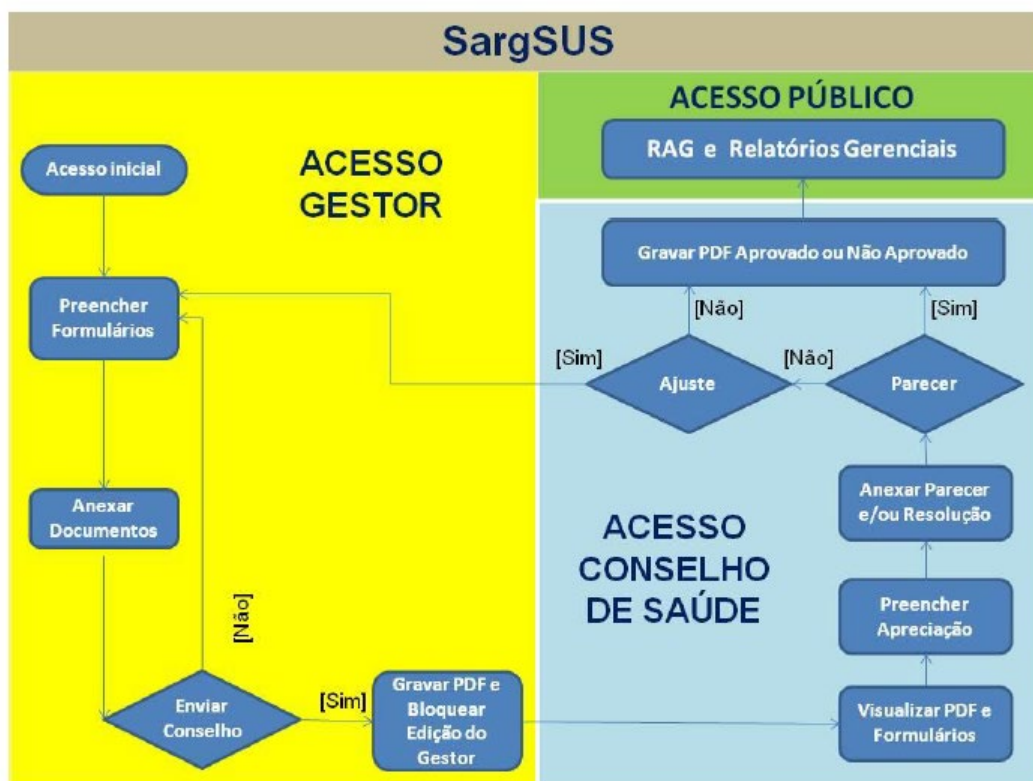 SargSUS
ACESSO
GESTOR
Acesso inicial
Preencher
Formulários
Anexar
Documentos
[Não]
Enviar
Conselho
[Sim]
Gravar PDF e
Bloquear
Edição do
Gestor
ACESSO PÚBLICO
RAG e Relatórios Gerenciais
Gravar PDF Aprovado ou Não Aprovado
[Não]
[Sim]
[Sim]
[Não]
Ajuste
Parecer
ACESSO
CONSELHO
DE SAÚDE
Anexar Parecer
e/ou Resolução
Preencher
Apreciação
Visualizar PDF e
Formulários